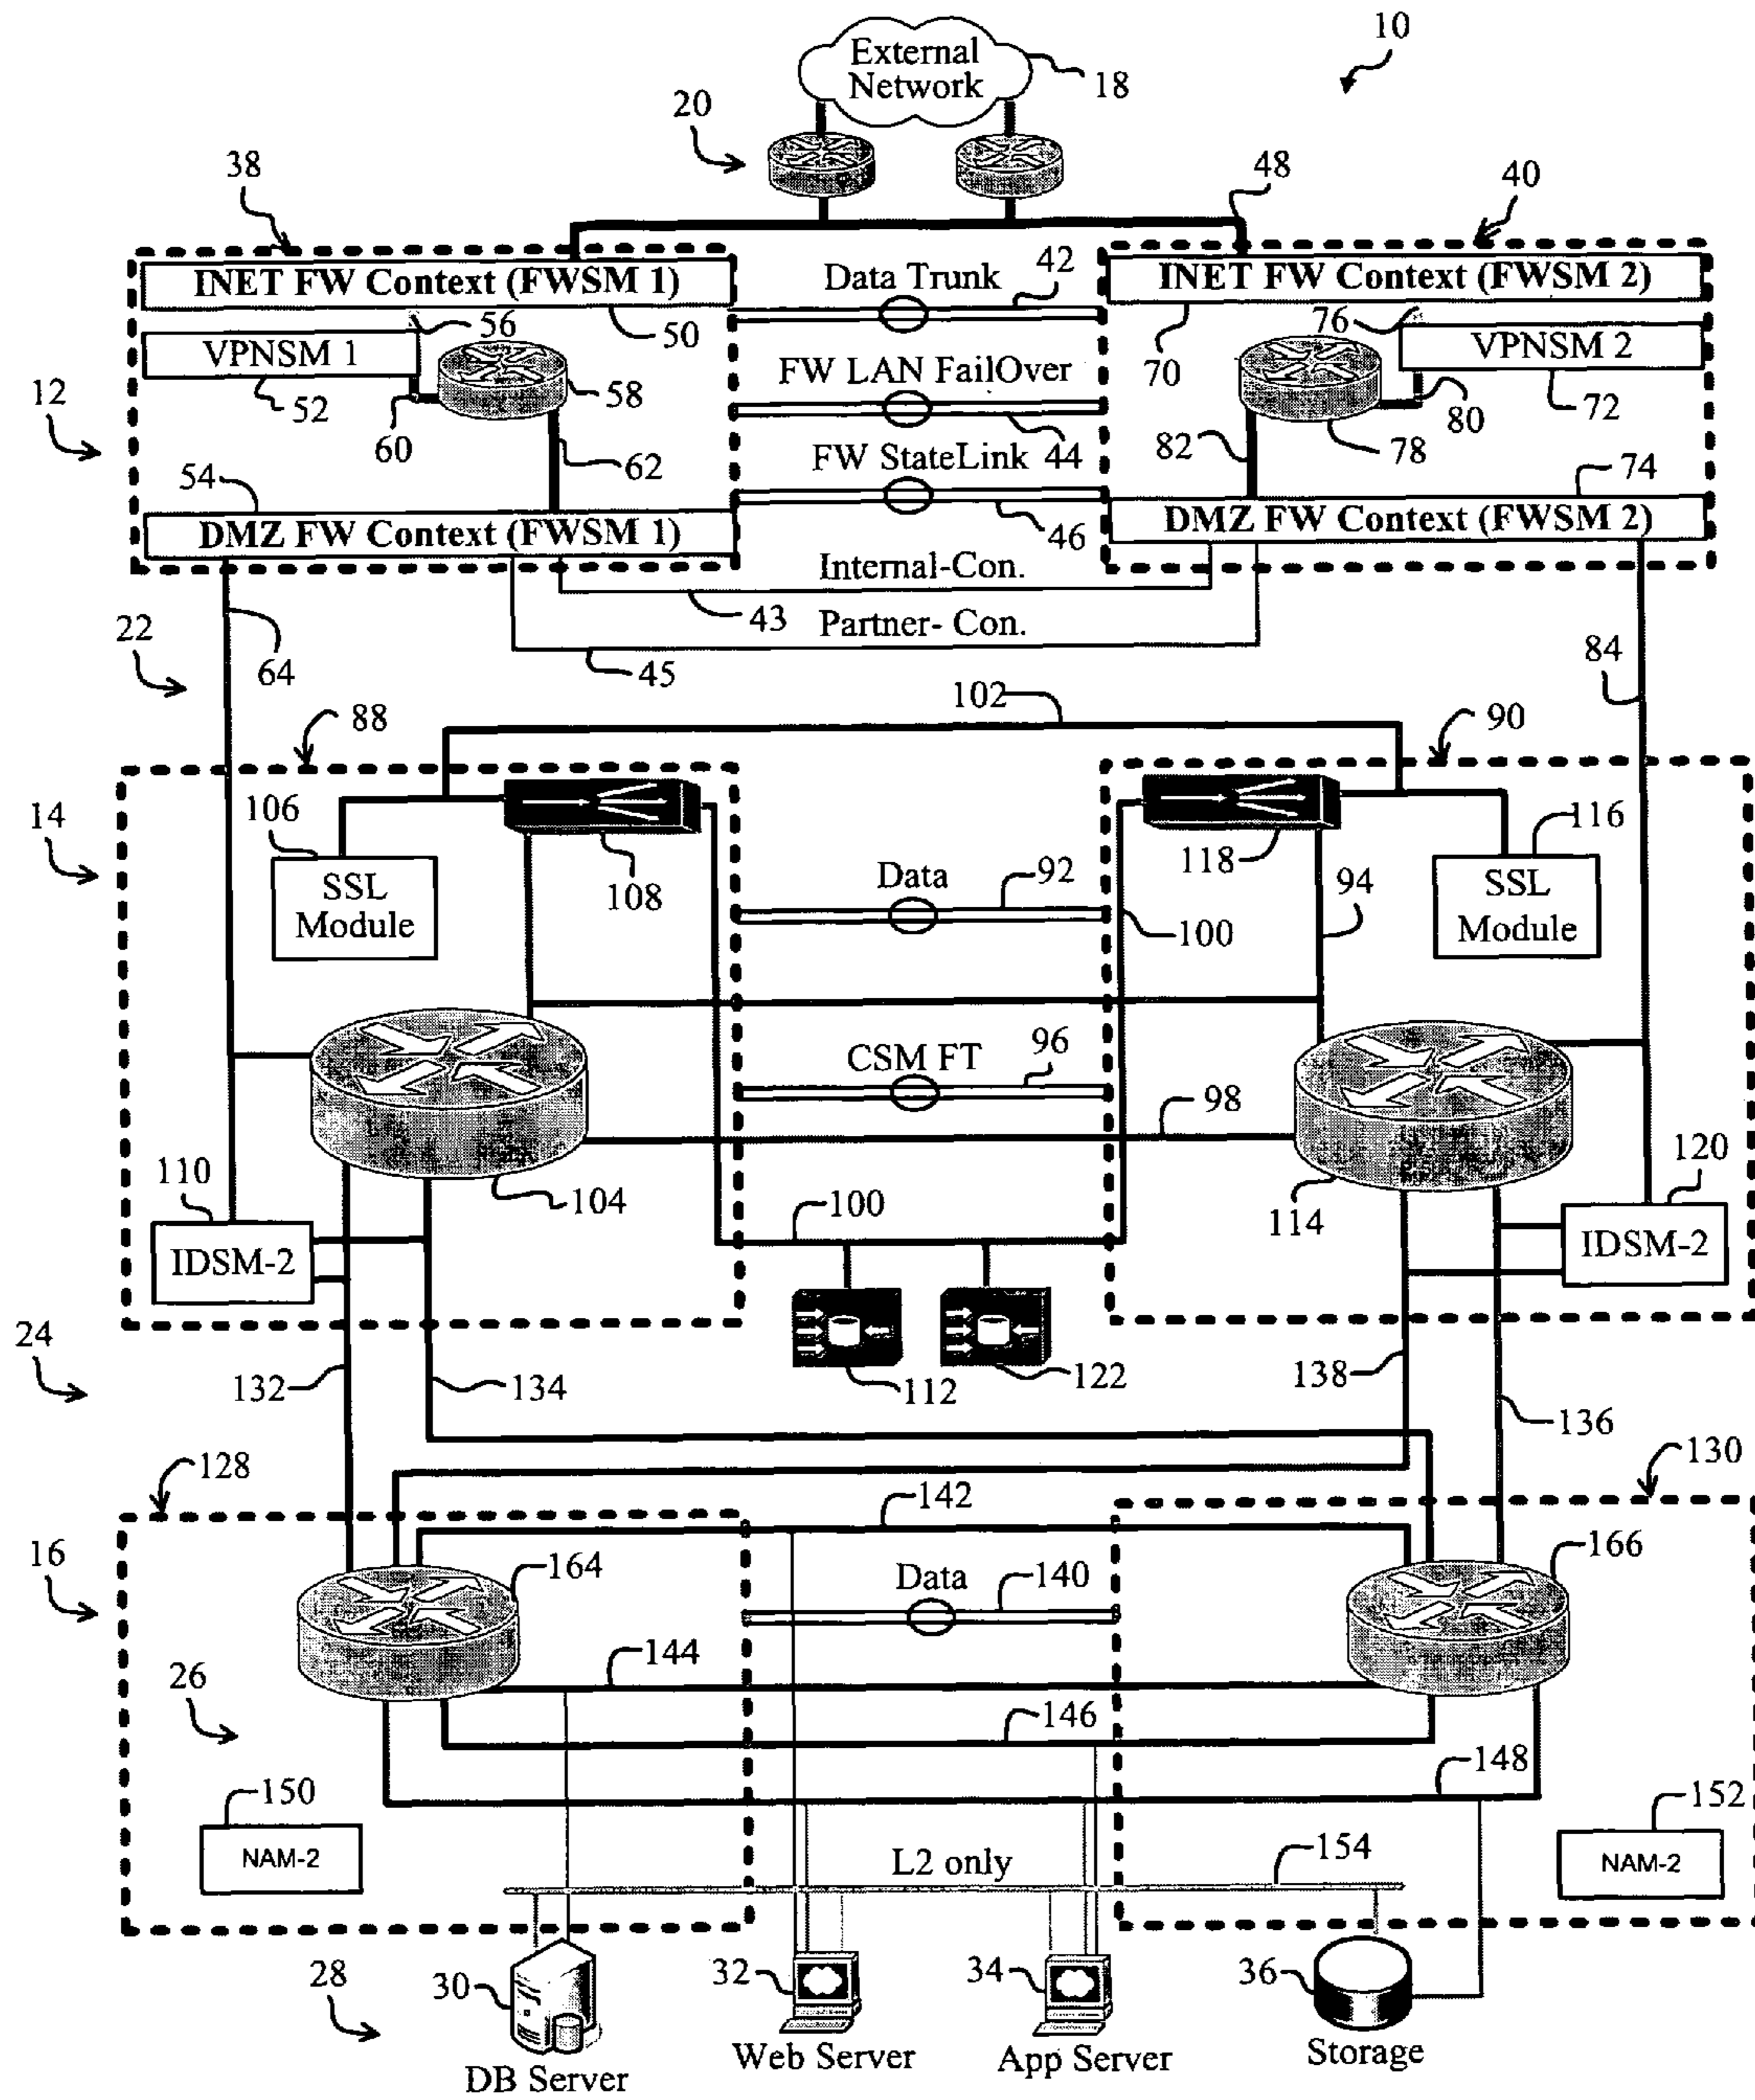 10
External
Network
18
20
38
48
40
INET FW Context (FWSM 1)
Data Trunk
42
INET FW Context (FWSM 2)
56
50
76
VPNSM 1
VPNSM 2
FW LAN FailOver
70
12
52
58
80
72
60
44
78
FW StateLink
82
62
54
74
DMZ FW Context (FWSM 1)
46
DMZ FW Context (FWSM 2)
Internal-Con.
43
22
Partner- Con.
64
45
84
102
88
90
14
106
116
108
118
SSL
Module
Data
92
94
SSL
Module
100
CSM FT
96
98
110
104
120
100
114
IDSM-2
IDSM-2
24
132
134
112
122
138
136
128
130
142
16
164
166
Data
140
144
26
146
148
150
152
NAM-2
L2 only
154
NAM-2
28
30
32
34
36
DB Server
Web Server
App Server
Storage